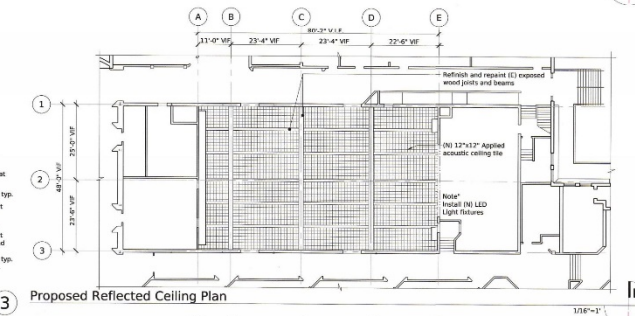 A B C D E
80'-2" V.I.F.
11'-0" VIF 23'-4" VIF 23'-4" VIF 22'-6" VIF
Refinish and repaint (E) exposed
wood joists and beams
1
25'-0" VIF
(N) 12"x12" Applied
acoustic ceiling tile
48'-0" VIF
2
typ.
Note"
Install (N) LED
Light fixtures
23'-6" VIF
3
typ.
3 Proposed Reflected Ceiling Plan
1/16"=1'